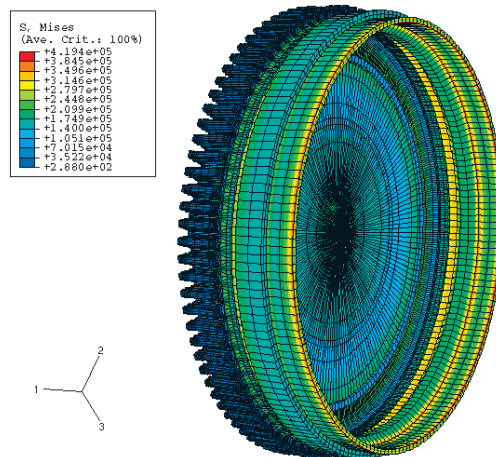 S, Mises
(Ave. Crit.: 100%)
+4.194e+05
+3.845e+05
+3.496e+05
+3.146e+05
+2.797e+05
+2.448e+05
+2.099e+05
+1.749e+05
+1.400e+05
+1.051e+05
+7.015e+04
+3.522e+04
+2.880e+02
2
1
3